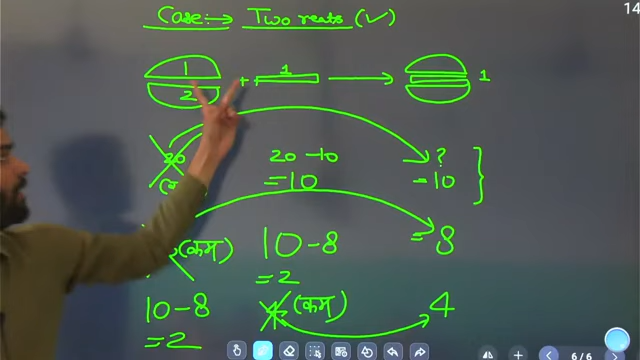 14
Case:→ Two reats (✓)
1 + 1 → 1
2
20 20-10 ?
=10 =10
(कम) 10-8 =8
=2
10-8 (कम) 4
=2
6/6